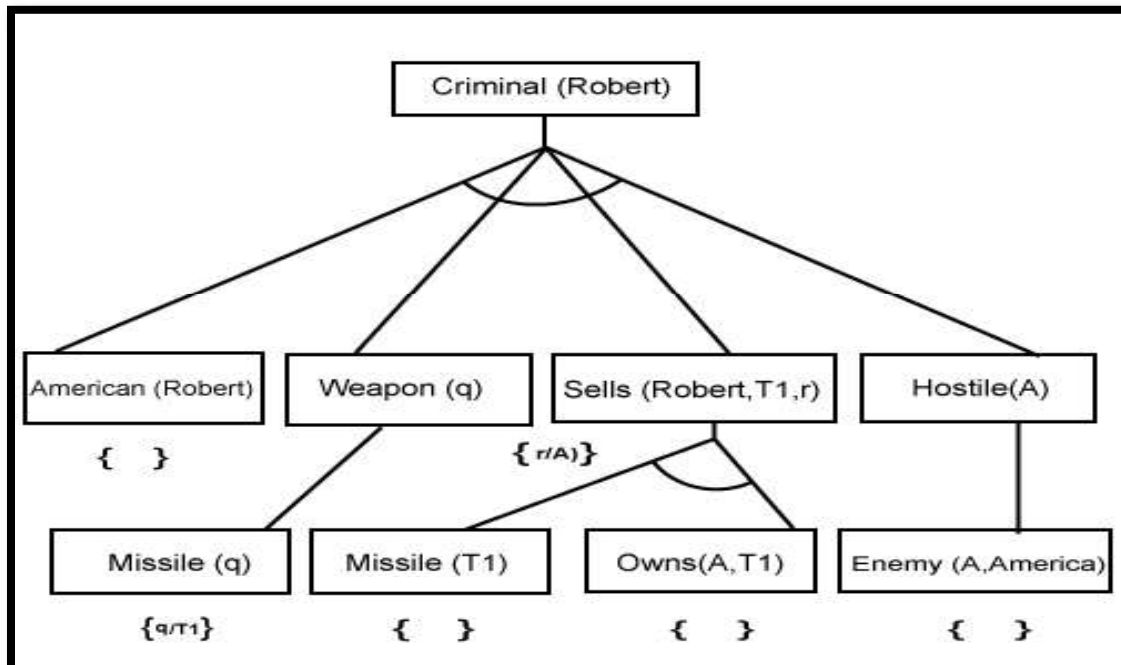 Criminal (Robert)
American (Robert)
Weapon (q)
Sells (Robert,T1,r)
Hostile(A)
{ }
{ r/A)}
Missile (q)
Missile (T1)
Owns(A,T1)
Enemy (A,America)
{q/T1}
{ }
{ }
{ }